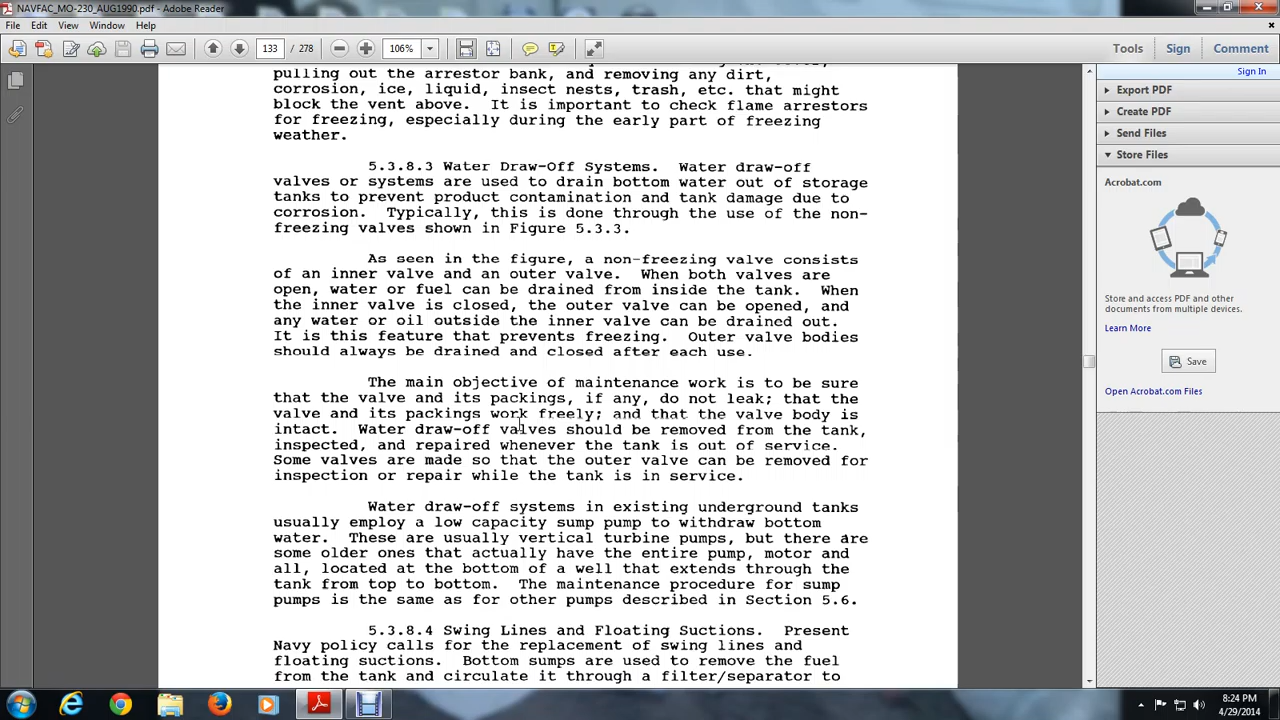 NAVFAC_MO-230_AUG1990.pdf - Adobe Reader
File Edit View Window Help
133 / 278 106% Tools Sign Comment
Sign In
Export PDF
Create PDF
Send Files
Store Files
Acrobat.com
Store and access PDF and other
documents from multiple devices.
Learn More
Save
Open Acrobat.com Files
pulling out the arrestor bank, and removing any dirt,
corrosion, ice, liquid, insect nests, trash, etc. that might
block the vent above. It is important to check flame arrestors
for freezing, especially during the early part of freezing
weather.
5.3.8.3 Water Draw-Off Systems. Water draw-off
valves or systems are used to drain bottom water out of storage
tanks to prevent product contamination and tank damage due to
corrosion. Typically, this is done through the use of the non-
freezing valves shown in Figure 5.3.3.
As seen in the figure, a non-freezing valve consists
of an inner valve and an outer valve. When both valves are
open, water or fuel can be drained from inside the tank. When
the inner valve is closed, the outer valve can be opened, and
any water or oil outside the inner valve can be drained out.
It is this feature that prevents freezing. Outer valve bodies
should always be drained and closed after each use.
The main objective of maintenance work is to be sure
that the valve and its packings, if any, do not leak; that the
valve and its packings work freely; and that the valve body is
intact. Water draw-off valves should be removed from the tank,
inspected, and repaired whenever the tank is out of service.
Some valves are made so that the outer valve can be removed for
inspection or repair while the tank is in service.
Water draw-off systems in existing underground tanks
usually employ a low capacity sump pump to withdraw bottom
water. These are usually vertical turbine pumps, but there are
some older ones that actually have the entire pump, motor and
all, located at the bottom of a well that extends through the
tank from top to bottom. The maintenance procedure for sump
pumps is the same as for other pumps described in Section 5.6.
5.3.8.4 Swing Lines and Floating Suctions. Present
Navy policy calls for the replacement of swing lines and
floating suctions. Bottom sumps are used to remove the fuel
from the tank and circulate it through a filter/separator to
8:24 PM
4/29/2014